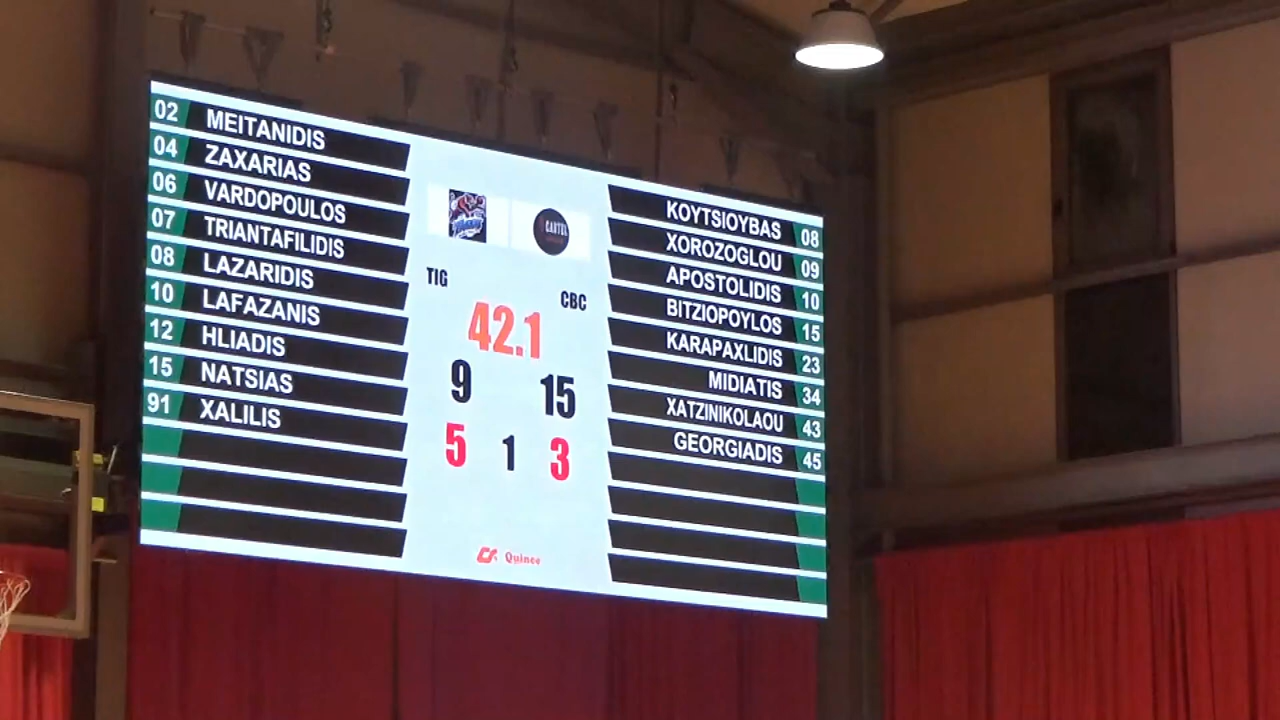 02 MEITANIDIS
04 ZAXARIAS
06 VARDOPOULOS
07 TRIANTAFILIDIS
08 LAZARIDIS
10 LAFAZANIS
12 HLIADIS
15 NATSIAS
91 XALILIS
CARTEL
TIG
CBC
42.1
9 15
5 1 3
Quince
KOYTSIOYBAS 08
XOROZOGLOU 09
APOSTOLIDIS 10
BITZIOPOYLOS 15
KARAPAXLIDIS 23
MIDIATIS 34
XATZINIKOLAOU 43
GEORGIADIS 45